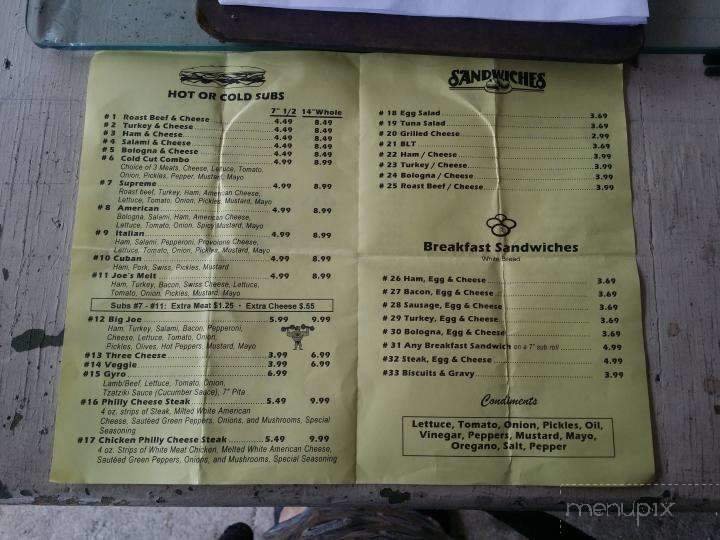 HOT OR COLD SUBS
7" 1/2 14"Whole
#1 Roast Beef & Cheese 4.49 8.49
#2 Turkey & Cheese 4.49 8.49
#3 Ham & Cheese 4.49 8.49
#4 Salami & Cheese 4.49 8.49
#5 Bologna & Cheese 4.49 8.49
#6 Cold Cut Combo 4.99 8.99
Choice of 3 Meats, Cheese, Lettuce, Tomato,
Onion, Pickles, Pepper, Mustard, Mayo
#7 Supreme 4.99 8.99
Roast beef, Turkey, Ham, American Cheese,
Lettuce, Tomato, Onion, Pickles, Mustard, Mayo
#8 American 4.99 8.99
Bologna, Salami, Ham, American Cheese,
Lettuce, Tomato, Onion, Spicy Mustard, Mayo
#9 Italian 4.99 8.99
Ham, Salami, Pepperoni, Provolone Cheese,
Lettuce, Tomato, Onion, Pickles, Mustard, Mayo
#10 Cuban 4.99 8.99
Ham, Pork, Swiss, Pickles, Mustard
#11 Joe's Melt 4.99 8.99
Ham, Turkey, Bacon, Swiss Cheese, Lettuce,
Tomato, Onion, Pickles, Mustard, Mayo
Subs #7 - #11: Extra Meat $1.25 · Extra Cheese $.55
#12 Big Joe 5.99 9.99
Ham, Turkey, Salami, Bacon, Pepperoni,
Cheese, Lettuce, Tomato, Onion,
Pickles, Olives, Hot Peppers, Mustard, Mayo
#13 Three Cheese 3.99 6.99
#14 Veggie 3.99 6.99
#15 Gyro 6.99
Lamb/Beef, Lettuce, Tomato, Onion,
Tzatziki Sauce (Cucumber Sauce), 7" Pita
#16 Philly Cheese Steak 5.49 9.99
4 oz. strips of Steak, Milted White American
Cheese, Sautéed Green Peppers, Onions, and Mushrooms, Special
Seasoning
#17 Chicken Philly Cheese Steak 5.49 9.99
4 oz. Strips of White Meat Chicken, Melted White American Cheese,
Sautéed Green Peppers, Onions, and Mushrooms, Special Seasoning
SANDWICHES
# 18 Egg Salad 3.69
# 19 Tuna Salad 3.69
# 20 Grilled Cheese 2.99
# 21 BLT 3.69
# 22 Ham / Cheese 3.99
# 23 Turkey / Cheese 3.99
# 24 Bologna / Cheese 3.99
# 25 Roast Beef / Cheese 3.99
Breakfast Sandwiches
White Bread
# 26 Ham, Egg & Cheese 3.69
# 27 Bacon, Egg & Cheese 3.69
# 28 Sausage, Egg & Cheese 3.69
# 29 Turkey, Egg & Cheese 3.69
# 30 Bologna, Egg & Cheese 3.69
# 31 Any Breakfast Sandwich on a 7" sub roll 4.99
#32 Steak, Egg & Cheese 4.99
#33 Biscuits & Gravy 3.99
Condiments
Lettuce, Tomato, Onion, Pickles, Oil,
Vinegar, Peppers, Mustard, Mayo,
Oregano, Salt, Pepper
menupix